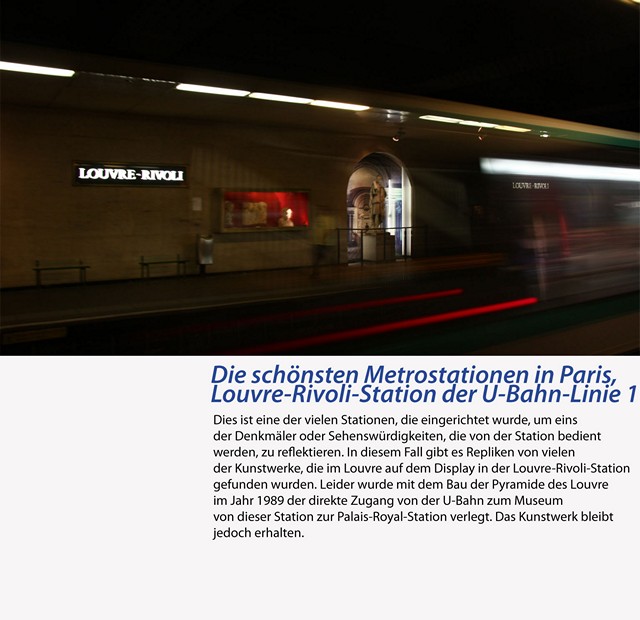 LOUVRE-RIVOLI
LOUVRE-RIVOLI
Die schönsten Metrostationen in Paris,
Louvre-Rivoli-Station der U-Bahn-Linie 1
Dies ist eine der vielen Stationen, die eingerichtet wurde, um eins
der Denkmäler oder Sehenswürdigkeiten, die von der Station bedient
werden, zu reflektieren. In diesem Fall gibt es Repliken von vielen
der Kunstwerke, die im Louvre auf dem Display in der Louvre-Rivoli-Station
gefunden wurden. Leider wurde mit dem Bau der Pyramide des Louvre
im Jahr 1989 der direkte Zugang von der U-Bahn zum Museum
von dieser Station zur Palais-Royal-Station verlegt. Das Kunstwerk bleibt
jedoch erhalten.